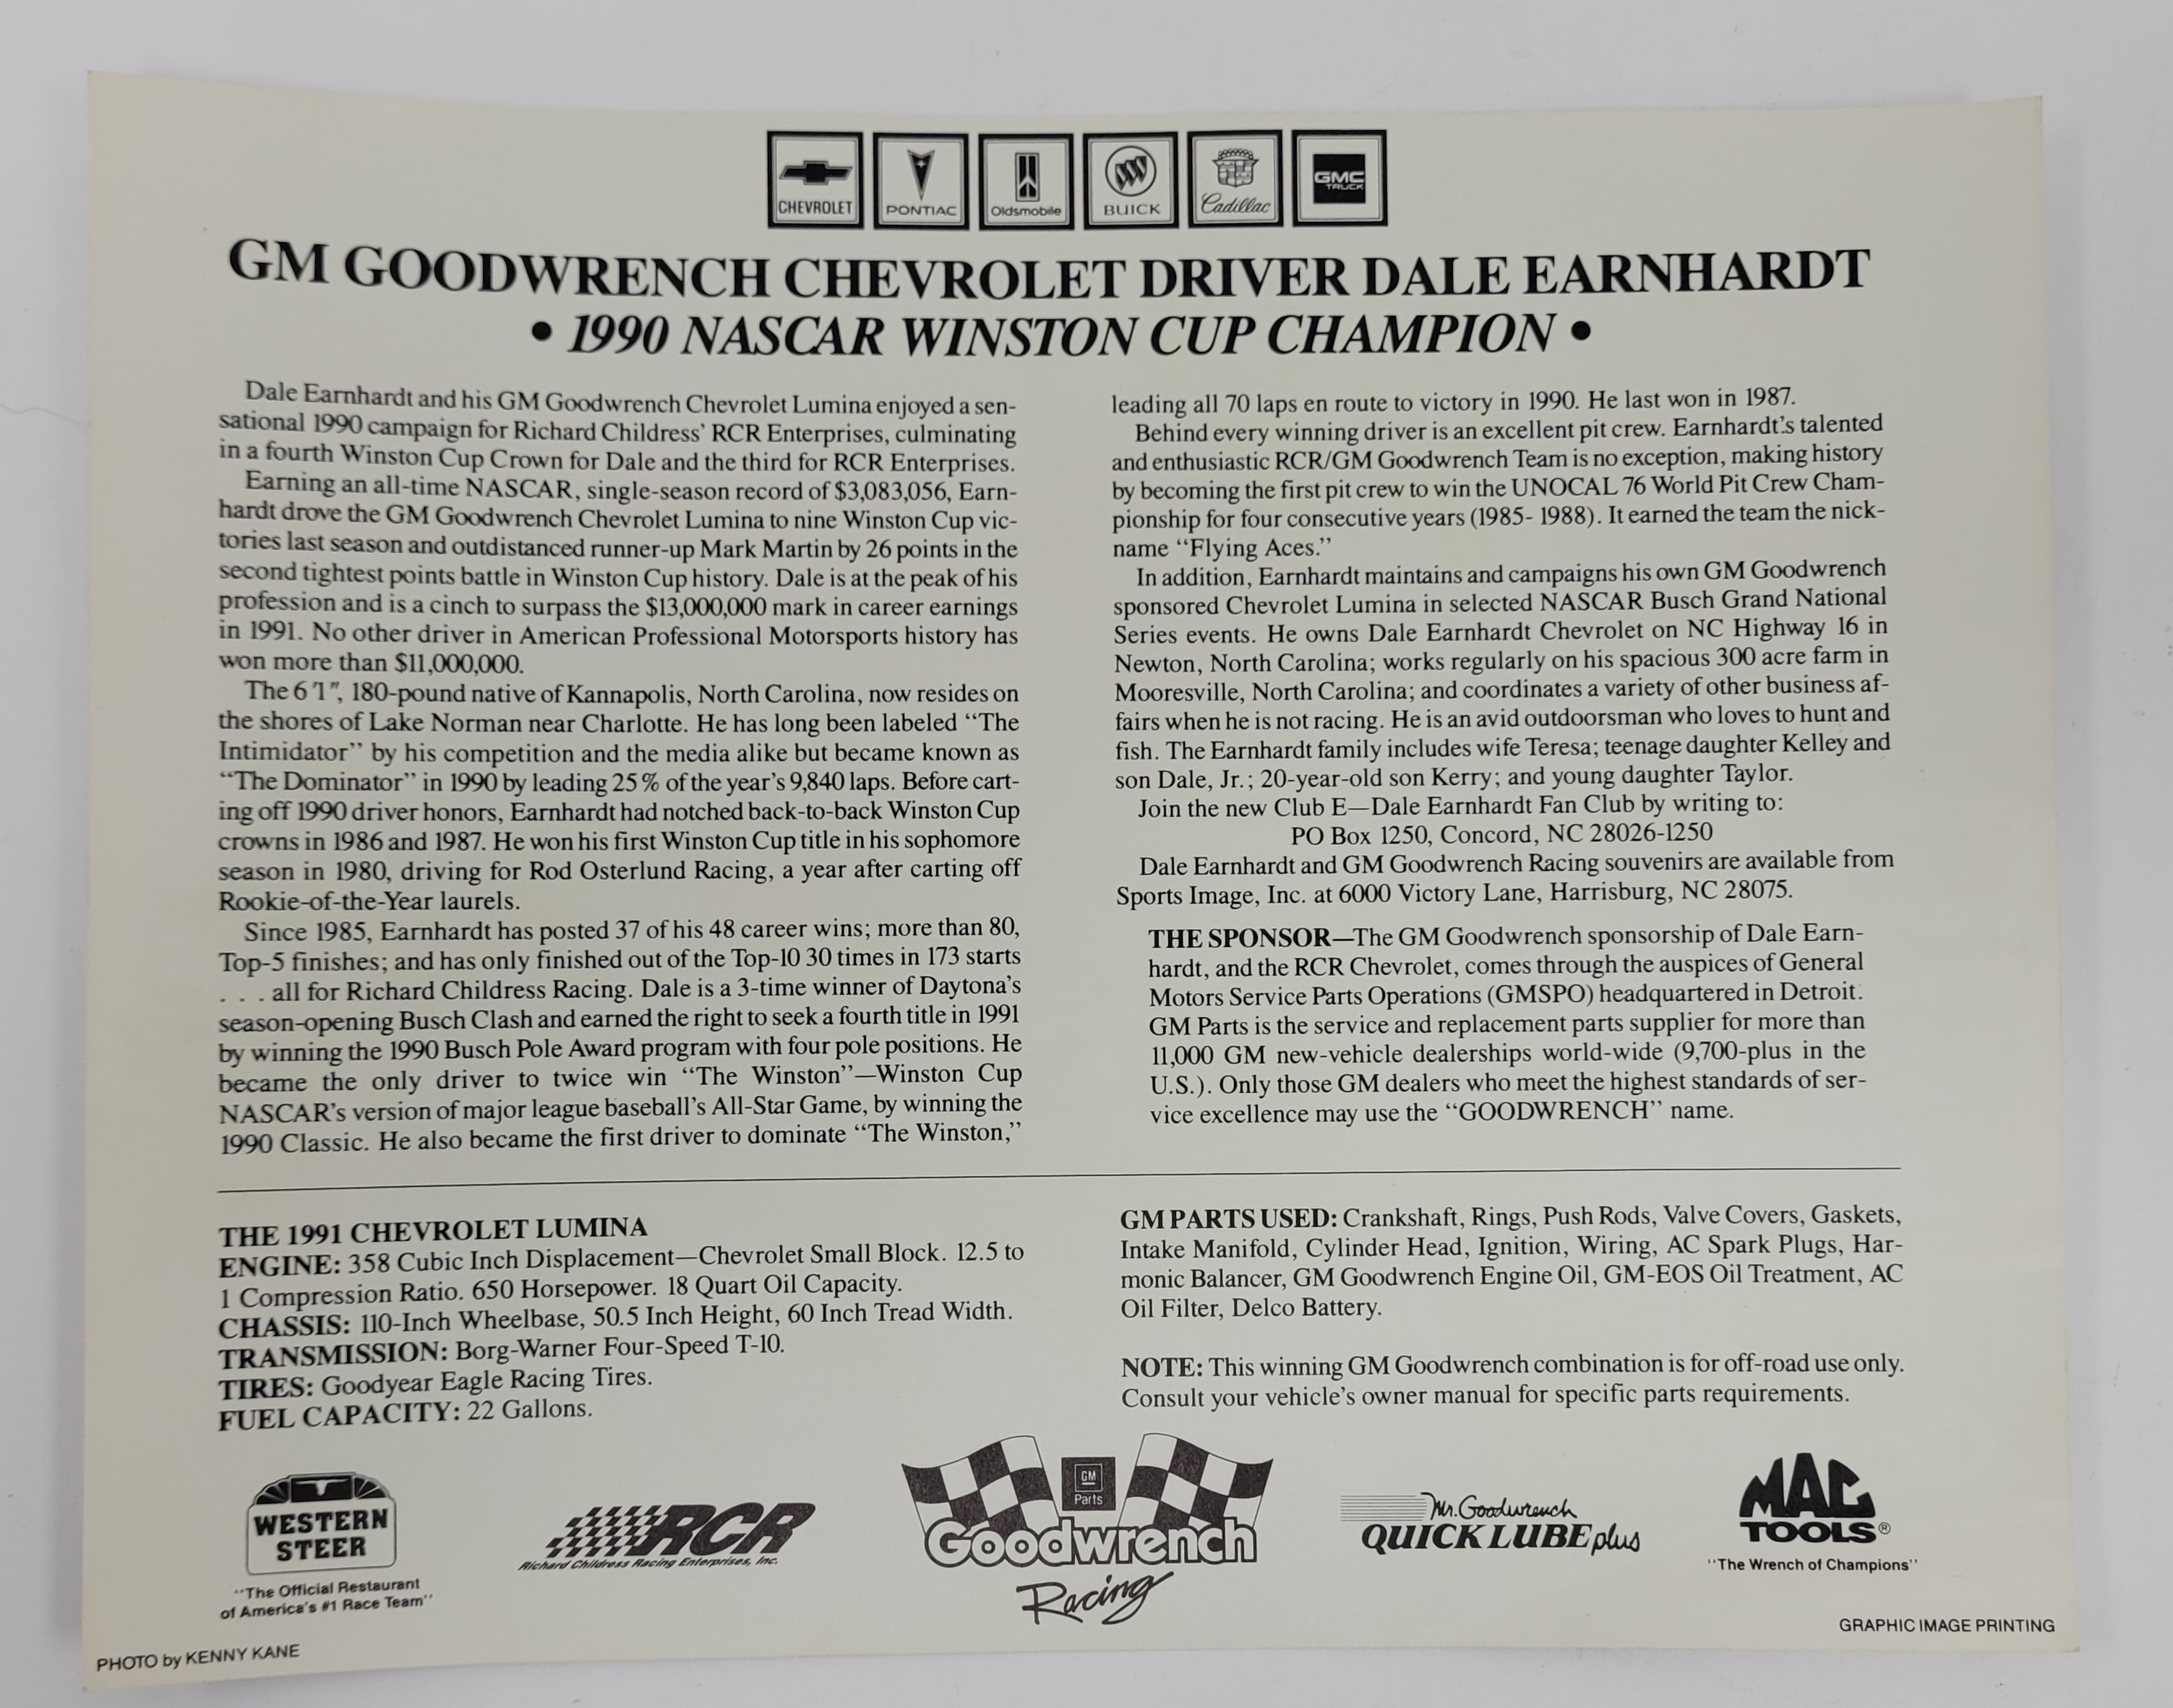 CHEVROLET
PONTIAC
Oldsmobile
BUICK
Cadillac
GMC
TRUCK
GM GOODWRENCH CHEVROLET DRIVER DALE EARNHARDT
• 1990 NASCAR WINSTON CUP CHAMPION •
Dale Earnhardt and his GM Goodwrench Chevrolet Lumina enjoyed a sen-
sational 1990 campaign for Richard Childress' RCR Enterprises, culminating
in a fourth Winston Cup Crown for Dale and the third for RCR Enterprises.
Earning an all-time NASCAR, single-season record of $3,083,056, Earn-
hardt drove the GM Goodwrench Chevrolet Lumina to nine Winston Cup vic-
tories last season and outdistanced runner-up Mark Martin by 26 points in the
second tightest points battle in Winston Cup history. Dale is at the peak of his
profession and is a cinch to surpass the $13,000,000 mark in career earnings
in 1991. No other driver in American Professional Motorsports history has
won more than $11,000,000.
The 6'1", 180-pound native of Kannapolis, North Carolina, now resides on
the shores of Lake Norman near Charlotte. He has long been labeled "The
Intimidator" by his competition and the media alike but became known as
"The Dominator" in 1990 by leading 25% of the year's 9,840 laps. Before cart-
ing off 1990 driver honors, Earnhardt had notched back-to-back Winston Cup
crowns in 1986 and 1987. He won his first Winston Cup title in his sophomore
season in 1980, driving for Rod Osterlund Racing, a year after carting off
Rookie-of-the-Year laurels.
Since 1985, Earnhardt has posted 37 of his 48 career wins; more than 80,
Top-5 finishes; and has only finished out of the Top-10 30 times in 173 starts
. . . all for Richard Childress Racing. Dale is a 3-time winner of Daytona's
season-opening Busch Clash and earned the right to seek a fourth title in 1991
by winning the 1990 Busch Pole Award program with four pole positions. He
became the only driver to twice win "The Winston"—Winston Cup
NASCAR's version of major league baseball's All-Star Game, by winning the
1990 Classic. He also became the first driver to dominate "The Winston,"
leading all 70 laps en route to victory in 1990. He last won in 1987.
Behind every winning driver is an excellent pit crew. Earnhardt's talented
and enthusiastic RCR/GM Goodwrench Team is no exception, making history
by becoming the first pit crew to win the UNOCAL 76 World Pit Crew Cham-
pionship for four consecutive years (1985- 1988). It earned the team the nick-
name "Flying Aces."
In addition, Earnhardt maintains and campaigns his own GM Goodwrench
sponsored Chevrolet Lumina in selected NASCAR Busch Grand National
Series events. He owns Dale Earnhardt Chevrolet on NC Highway 16 in
Newton, North Carolina; works regularly on his spacious 300 acre farm in
Mooresville, North Carolina; and coordinates a variety of other business af-
fairs when he is not racing. He is an avid outdoorsman who loves to hunt and
fish. The Earnhardt family includes wife Teresa; teenage daughter Kelley and
son Dale, Jr.; 20-year-old son Kerry; and young daughter Taylor.
Join the new Club E—Dale Earnhardt Fan Club by writing to:
PO Box 1250, Concord, NC 28026-1250
Dale Earnhardt and GM Goodwrench Racing souvenirs are available from
Sports Image, Inc. at 6000 Victory Lane, Harrisburg, NC 28075.
THE SPONSOR—The GM Goodwrench sponsorship of Dale Earn-
hardt, and the RCR Chevrolet, comes through the auspices of General
Motors Service Parts Operations (GMSPO) headquartered in Detroit.
GM Parts is the service and replacement parts supplier for more than
11,000 GM new-vehicle dealerships world-wide (9,700-plus in the
U.S.). Only those GM dealers who meet the highest standards of ser-
vice excellence may use the "GOODWRENCH" name.
THE 1991 CHEVROLET LUMINA
ENGINE: 358 Cubic Inch Displacement—Chevrolet Small Block. 12.5 to
1 Compression Ratio. 650 Horsepower. 18 Quart Oil Capacity.
CHASSIS: 110-Inch Wheelbase, 50.5 Inch Height, 60 Inch Tread Width.
TRANSMISSION: Borg-Warner Four-Speed T-10.
TIRES: Goodyear Eagle Racing Tires.
FUEL CAPACITY: 22 Gallons.
GM PARTS USED: Crankshaft, Rings, Push Rods, Valve Covers, Gaskets,
Intake Manifold, Cylinder Head, Ignition, Wiring, AC Spark Plugs, Har-
monic Balancer, GM Goodwrench Engine Oil, GM-EOS Oil Treatment, AC
Oil Filter, Delco Battery.
NOTE: This winning GM Goodwrench combination is for off-road use only.
Consult your vehicle's owner manual for specific parts requirements.
WESTERN
STEER
"The Official Restaurant
of America's #1 Race Team"
RCR
Richard Childress Racing Enterprises, Inc.
GM
Parts
Goodwrench
Racing
Mr. Goodwrench
QUICK LUBE plus
MAC
TOOLS®
"The Wrench of Champions"
PHOTO by KENNY KANE
GRAPHIC IMAGE PRINTING